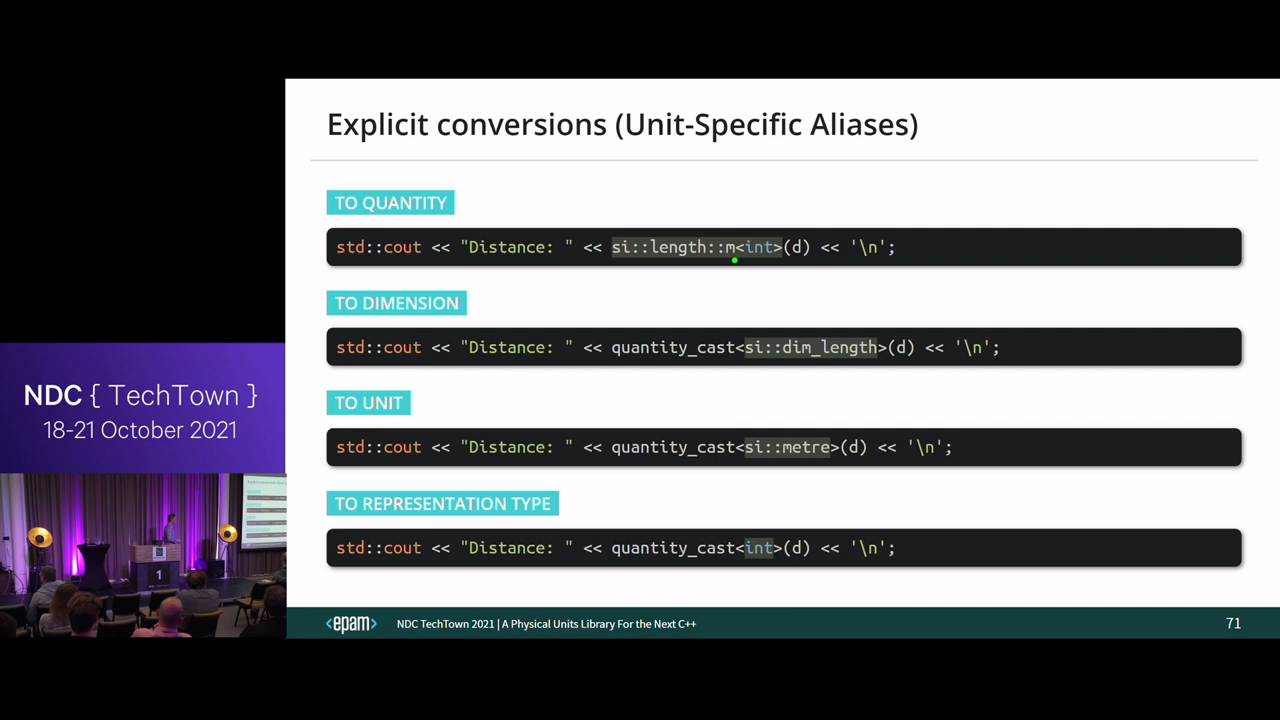 Explicit conversions (Unit-Specific Aliases)
TO QUANTITY
std::cout << "Distance: " << si::length::m<int>(d) << '\n';
TO DIMENSION
std::cout << "Distance: " << quantity_cast<si::dim_length>(d) << '\n';
TO UNIT
std::cout << "Distance: " << quantity_cast<si::metre>(d) << '\n';
TO REPRESENTATION TYPE
std::cout << "Distance: " << quantity_cast<int>(d) << '\n';
NDC { TechTown }
18-21 October 2021
1
<epam> NDC TechTown 2021 | A Physical Units Library For the Next C++ 71